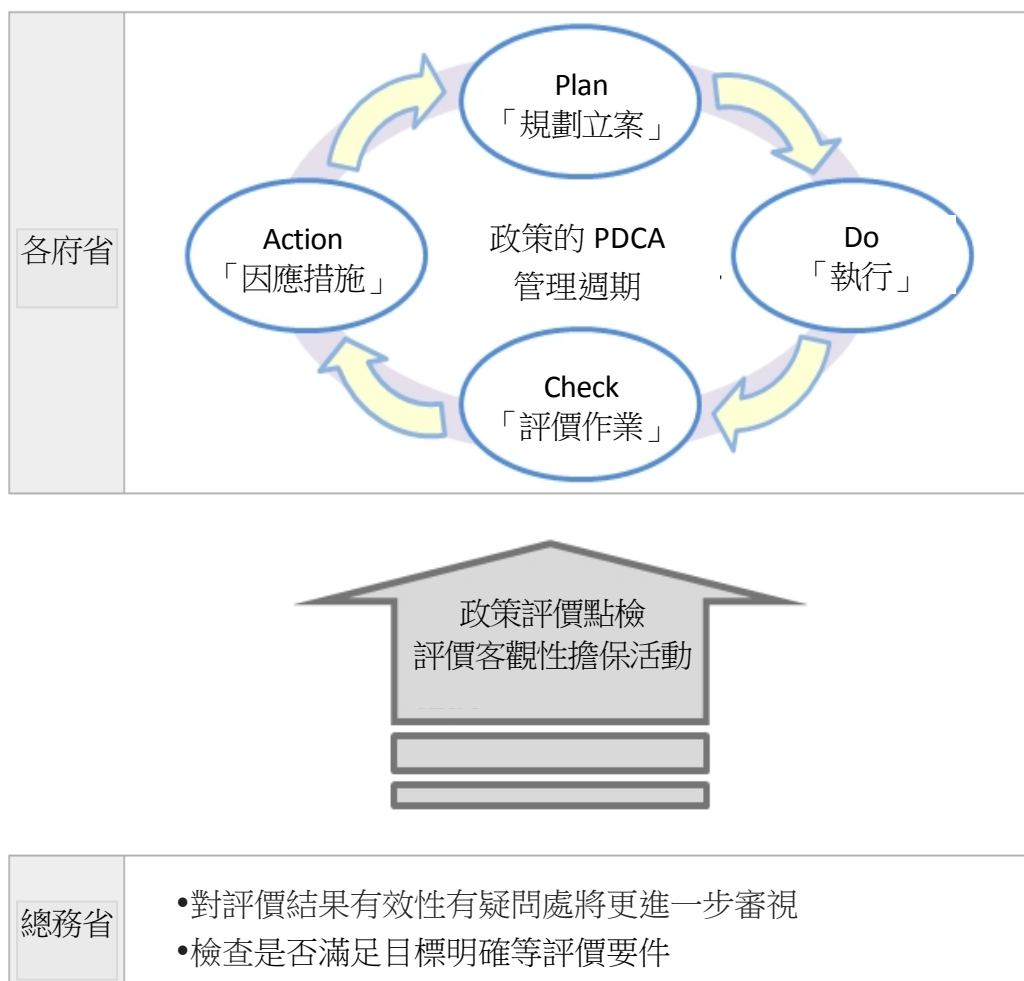 各府省
Plan
「規劃立案」
Action
「因應措施」
政策的 PDCA
管理週期
Do
「執行」
Check
「評價作業」
政策評價點檢
評價客觀性擔保活動
總務省
•對評價結果有效性有疑問處將更進一步審視
•檢查是否滿足目標明確等評價要件